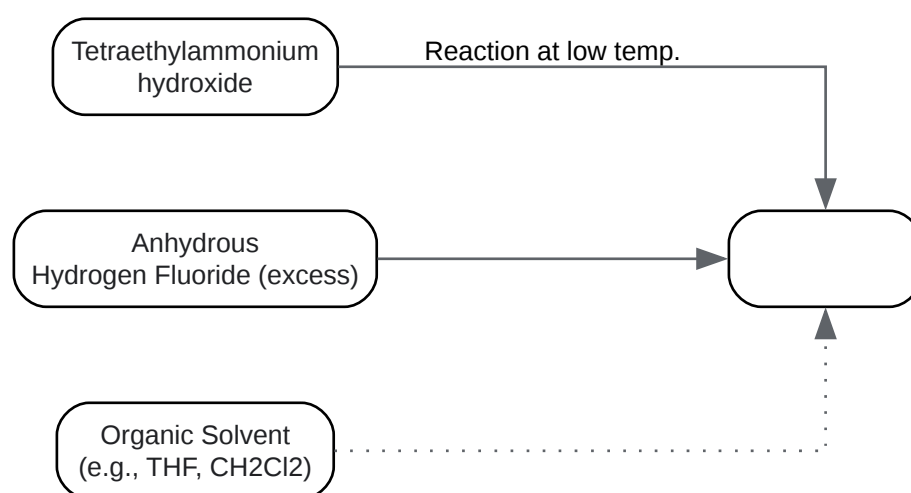 Tetraethylammonium
hydroxide
Reaction at low temp.
Anhydrous
Hydrogen Fluoride (excess)
Organic Solvent
(e.g., THF, CH2Cl2)